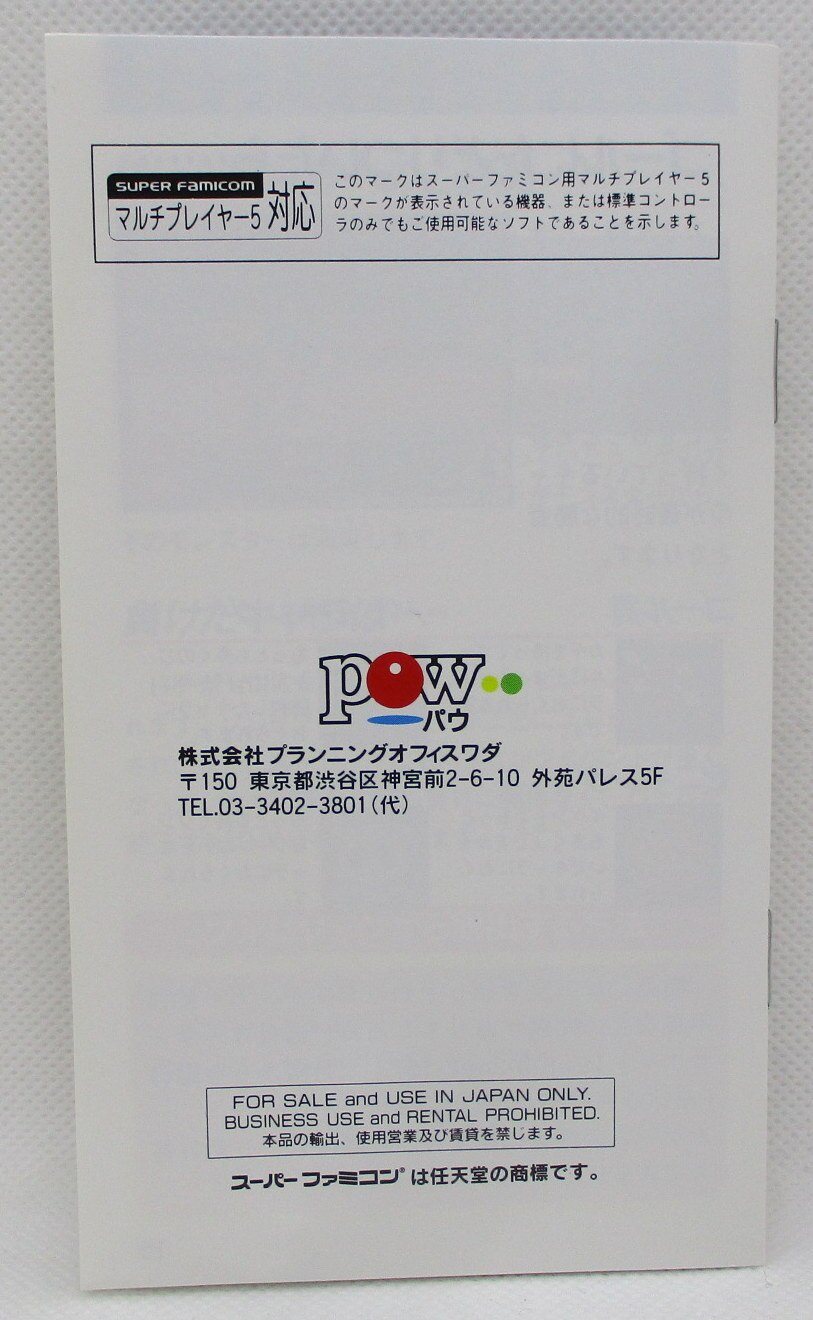 SUPER FAMICOM
マルチプレイヤー5 対応
このマークはスーパーファミコン用マルチプレイヤー5
のマークが表示されている機器、または標準コントロー
ラのみでもご使用可能なソフトであることを示します。
pow
パウ
株式会社プランニングオフィスワダ
〒150 東京都渋谷区神宮前2-6-10 外苑パレス5F
TEL.03-3402-3801(代)
FOR SALE and USE IN JAPAN ONLY.
BUSINESS USE and RENTAL PROHIBITED.
本品の輸出、使用営業及び賃貸を禁じます。
スーパーファミコン®は任天堂の商標です。